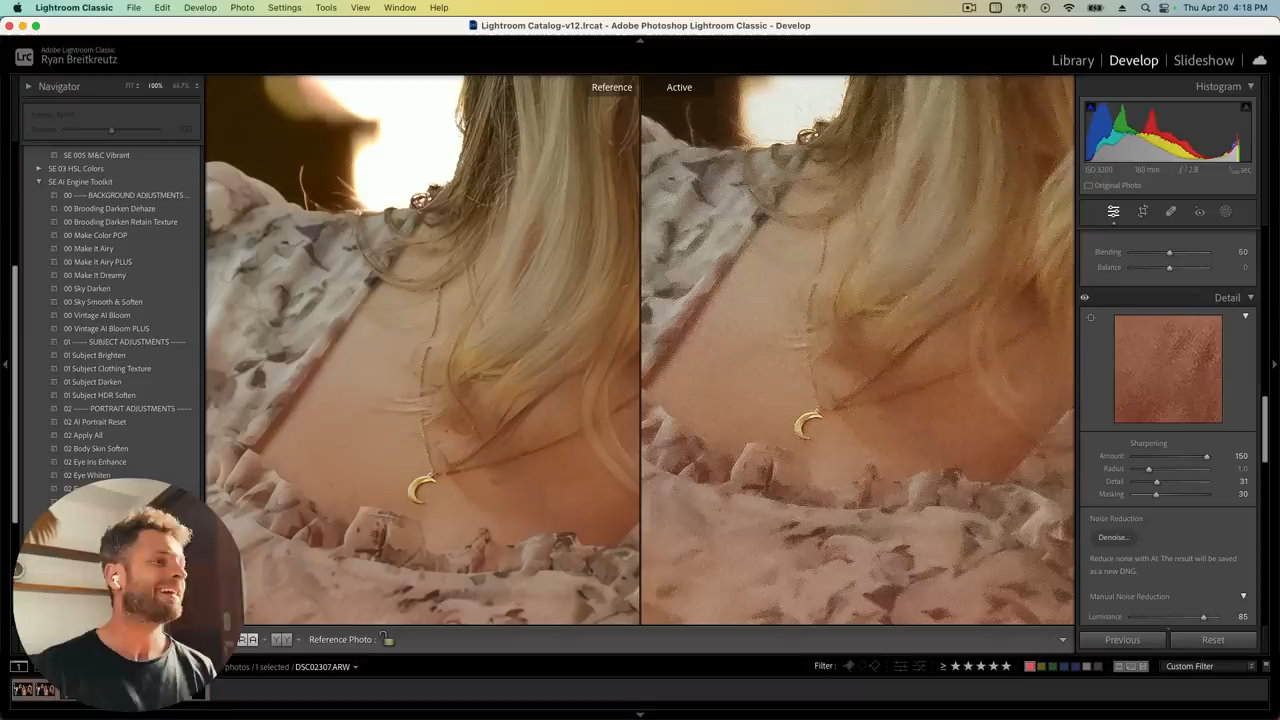 Lightroom Classic File Edit Develop Photo Settings Tools View Window Help Thu Apr 20 4:18 PM
Lightroom Catalog-v12.lrcat - Adobe Photoshop Lightroom Classic - Develop
Lrc Adobe Lightroom Classic
Ryan Breitkreutz
Library | Develop | Slideshow
Navigator FIT 100% 66.7%
Reference
Active
Histogram
SE 005 M&C Vibrant
SE 03 HSL Colors
SE AI Engine Toolkit
00 ---- BACKGROUND ADJUSTMENTS...
00 Brooding Darken Dehaze
00 Brooding Darken Retain Texture
00 Make Color POP
00 Make It Airy
00 Make It Airy PLUS
00 Make It Dreamy
00 Sky Darken
00 Sky Smooth & Soften
00 Vintage AI Bloom
00 Vintage AI Bloom PLUS
01 ------ SUBJECT ADJUSTMENTS -----
01 Subject Brighten
01 Subject Clothing Texture
01 Subject Darken
01 Subject HDR Soften
02 ------ PORTRAIT ADJUSTMENTS ------
02 AI Portrait Reset
02 Apply All
02 Body Skin Soften
02 Eye Iris Enhance
02 Eye Whiten
ISO 3200 180 mm f / 2.8 sec
Original Photo
Blending 50
Balance 0
Detail
Sharpening
Amount 150
Radius 1.0
Detail 31
Masking 30
Noise Reduction
Denoise...
Reduce noise with AI. The result will be saved
as a new DNG.
Manual Noise Reduction
Luminance 85
Previous Reset
Reference Photo :
1 photos / 1 selected / DSC02307.ARW
Filter : ≥ ★ ★ ★ ★ ★ Custom Filter